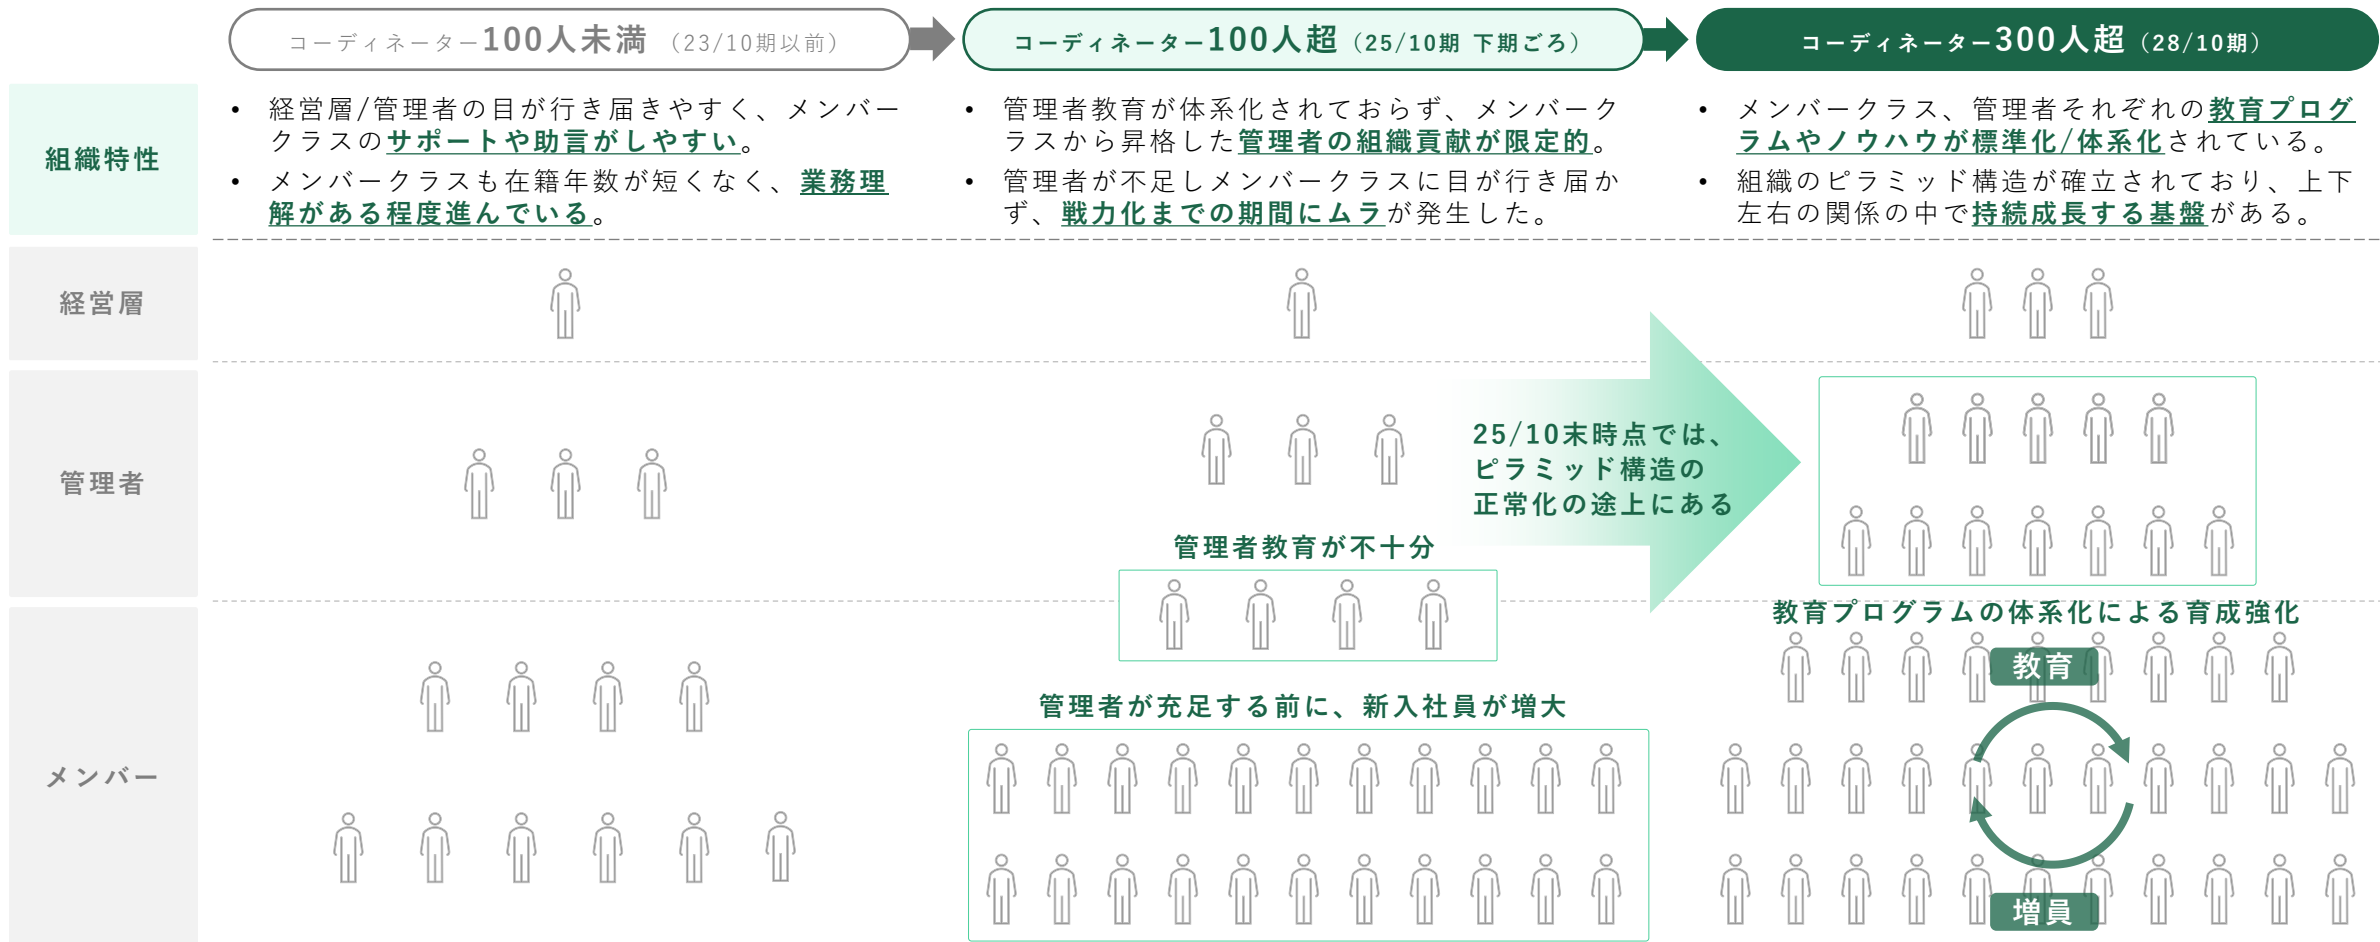 コーディネーター100人未満 （23/10期以前）
コーディネーター100人超（25/10期 下期ごろ）
コーディネーター300人超（28/10期）
組織特性
• 経営層/管理者の目が行き届きやすく、メンバー
クラスのサポートや助言がしやすい。
• メンバークラスも在籍年数が短くなく、業務理
解がある程度進んでいる。
• 管理者教育が体系化されておらず、メンバーク
ラスから昇格した管理者の組織貢献が限定的。
• 管理者が不足しメンバークラスに目が行き届か
ず、戦力化までの期間にムラが発生した。
• メンバークラス、管理者それぞれの教育プログ
ラムやノウハウが標準化/体系化されている。
• 組織のピラミッド構造が確立されており、上下
左右の関係の中で持続成長する基盤がある。
経営層
管理者
25/10末時点では、
ピラミッド構造の
正常化の途上にある
管理者教育が不十分
メンバー
管理者が充足する前に、新入社員が増大
教育プログラムの体系化による育成強化
教育
増員